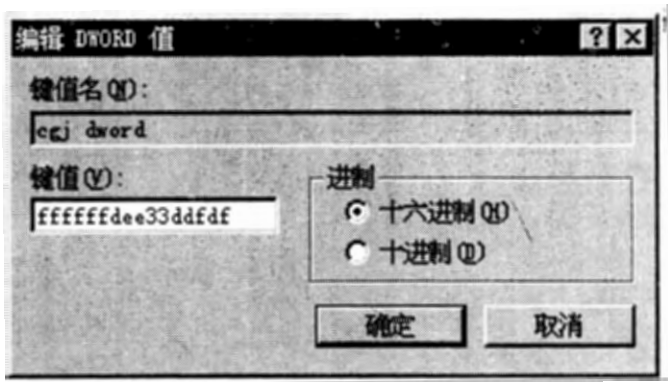 编辑 DWORD 值
键值名(N):
cgj dword
键值(V):
ffffffdee33ddfdf
进制
十六进制(H)
十进制(D)
确定
取消